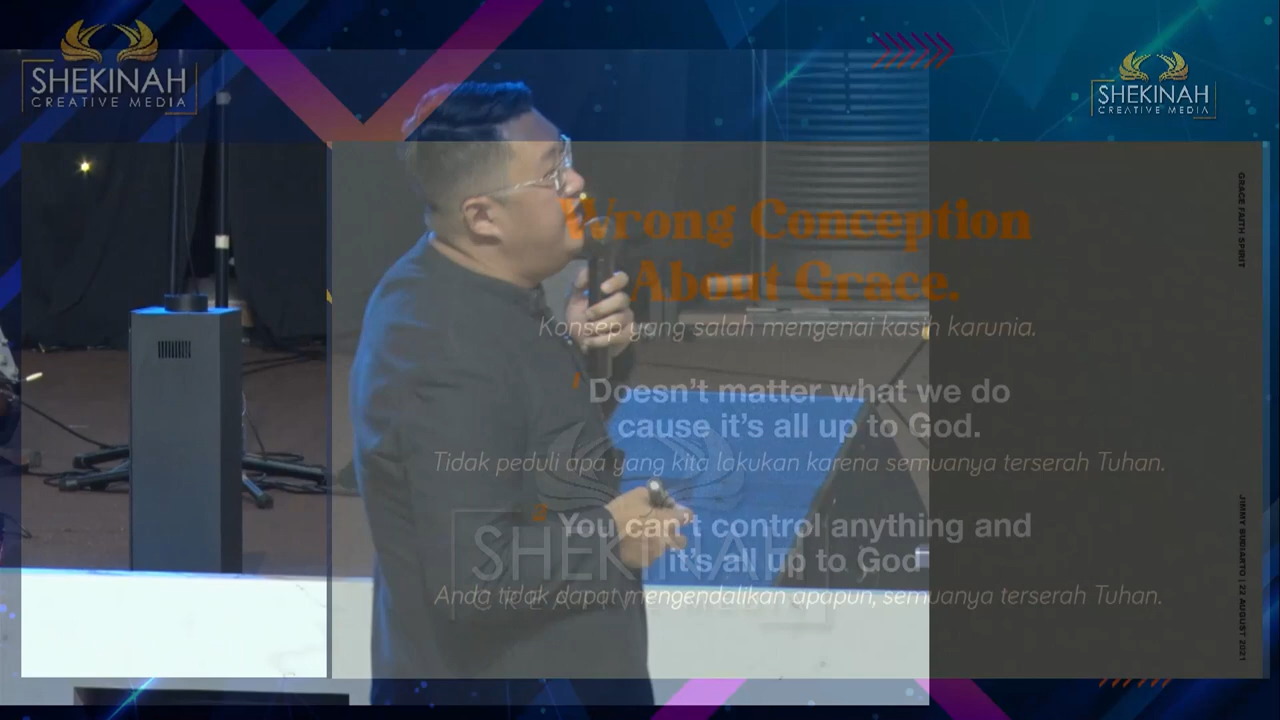 SHEKINAH
CREATIVE MEDIA
SHEKINAH
CREATIVE MEDIA
GRACE FAITH SPIRIT
Wrong Conception
About Grace.
Konsep yang salah mengenai kasih karunia.
1 Doesn't matter what we do
cause it's all up to God.
Tidak peduli apa yang kita lakukan karena semuanya terserah Tuhan.
2 You can't control anything and
it's all up to God.
Anda tidak dapat mengendalikan apapun, semuanya terserah Tuhan.
SHEKINAH
JIMMY BUDIARTO | 22 AUGUST 2021